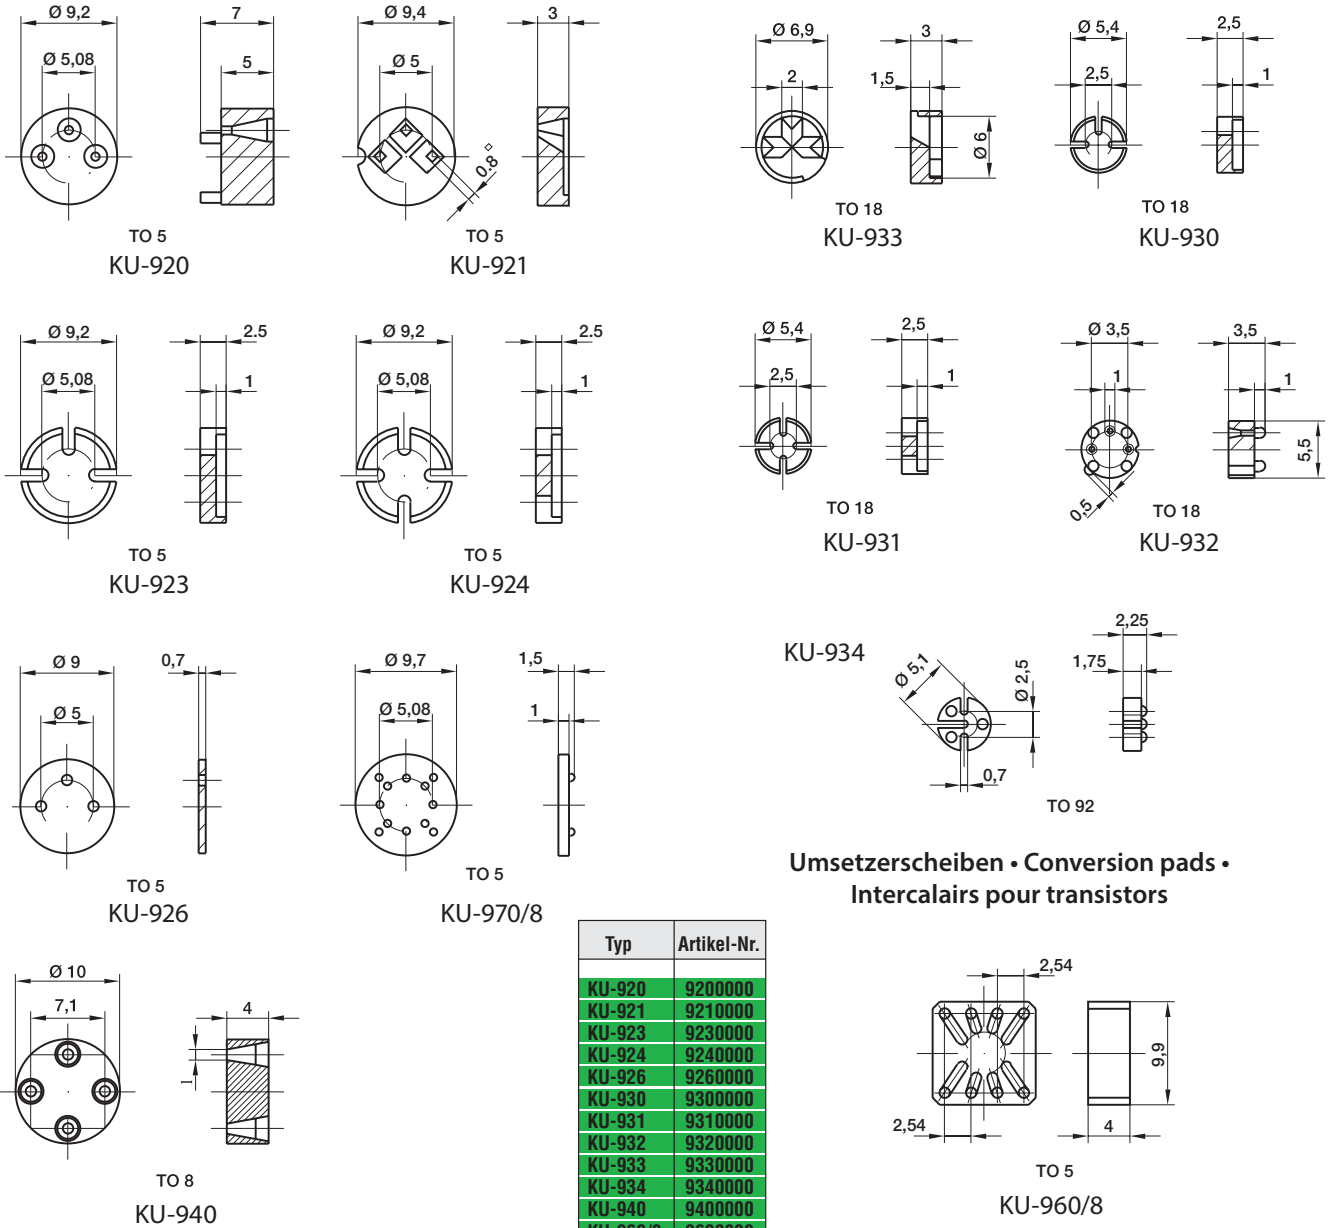 Ø 9,2
7
Ø 5,08
5
TO 5
KU-920
Ø 9,4
3
Ø 5
0.8
TO 5
KU-921
Ø 6,9
3
2
1,5
Ø 6
TO 18
KU-933
Ø 5,4
2,5
2,5
1
TO 18
KU-930
Ø 9,2
2.5
Ø 5,08
1
TO 5
KU-923
Ø 9,2
2.5
Ø 5,08
1
TO 5
KU-924
Ø 5,4
2,5
2,5
1
TO 18
KU-931
Ø 3,5
3,5
1
1
5,5
0,5
TO 18
KU-932
Ø 9
0,7
Ø 5
TO 5
KU-926
Ø 9,7
1,5
Ø 5,08
1
TO 5
KU-970/8
KU-934
2,25
Ø 5,1
Ø 2,5
1,75
0,7
TO 92
Umsetzerscheiben • Conversion pads •
Intercalairs pour transistors
Ø 10
7,1
4
1
TO 8
KU-940
Typ Artikel-Nr.
KU-920 9200000
KU-921 9210000
KU-923 9230000
KU-924 9240000
KU-926 9260000
KU-930 9300000
KU-931 9310000
KU-932 9320000
KU-933 9330000
KU-934 9340000
KU-940 9400000
2,54
9,9
2,54
4
TO 5
KU-960/8